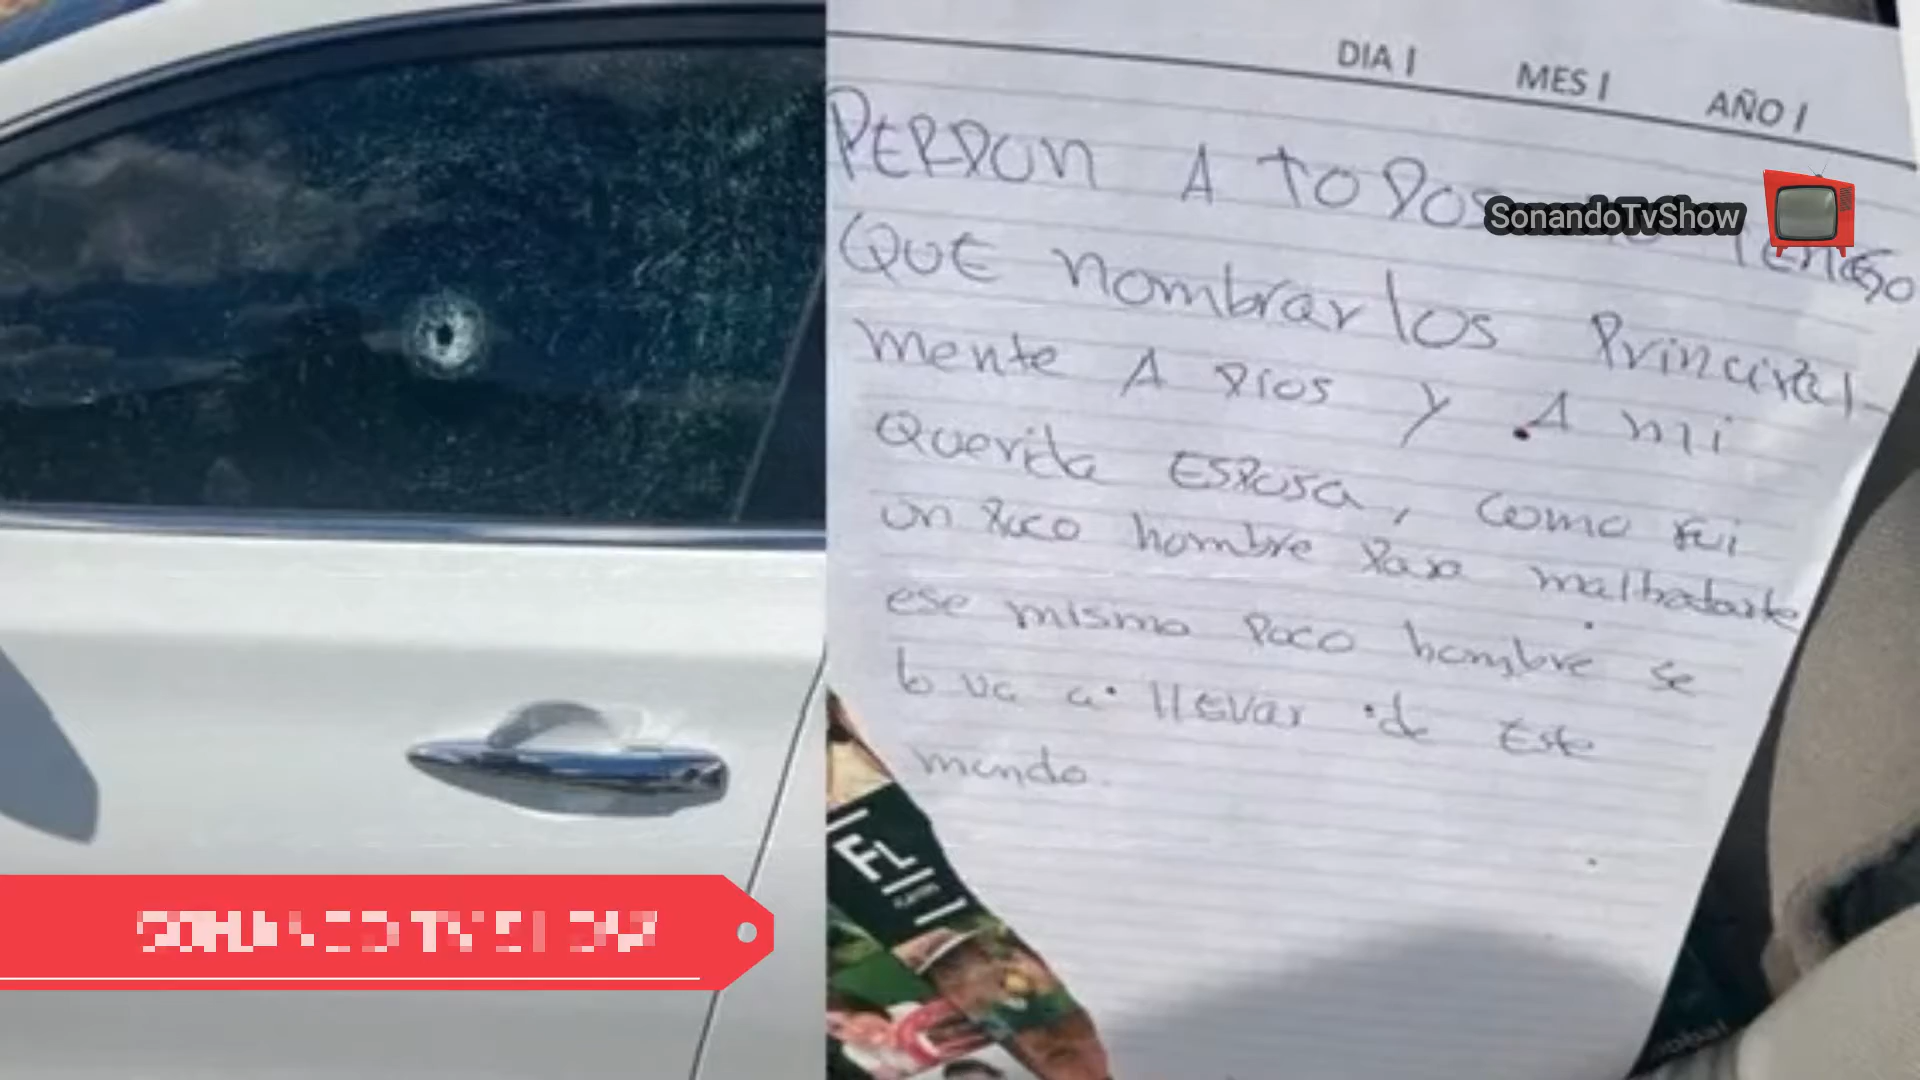 DIA /
MES /
AÑO /
PERDON A TODOS TENGO
QUE nombrarlos Principal-
mente A Dios y A mi
Querida ESPOSA, como fui
un Poco hombre Para maltratarte
ese mismo Poco hombre se
lo va a llevar de Este
mundo.
SonandoTvShow